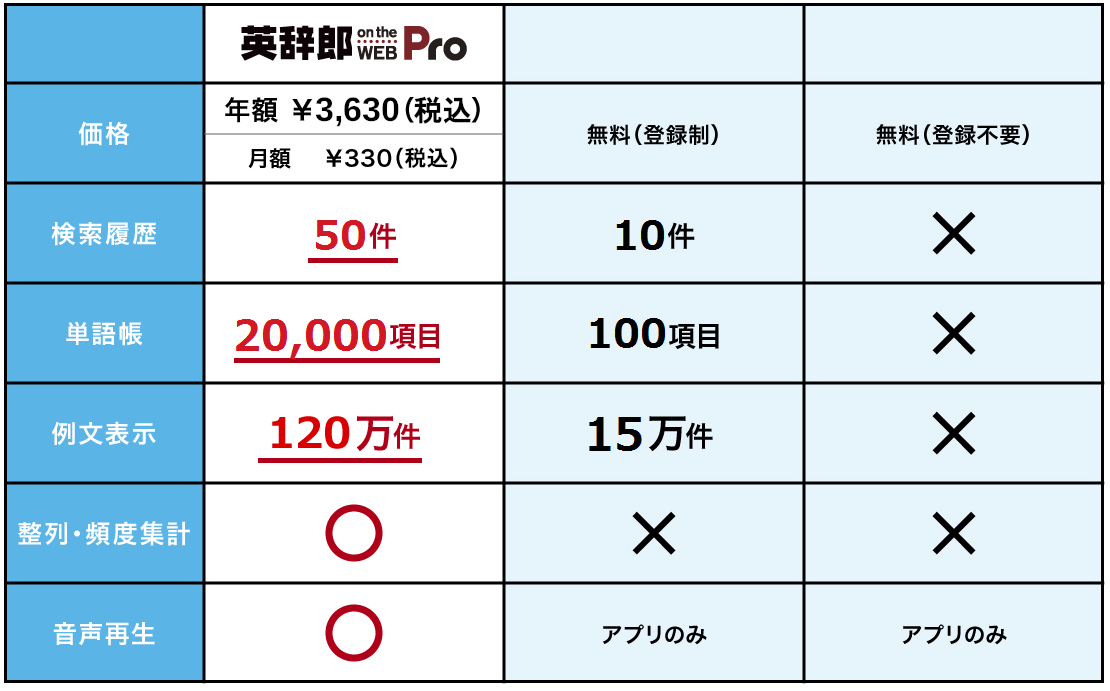 英辞郎 on the WEB Pro
価格
年額 ¥3,630(税込)
月額 ¥330(税込)
無料(登録制)
無料(登録不要)
検索履歴
50件
10件
×
単語帳
20,000項目
100項目
×
例文表示
120万件
15万件
×
整列・頻度集計
○
×
×
音声再生
○
アプリのみ
アプリのみ